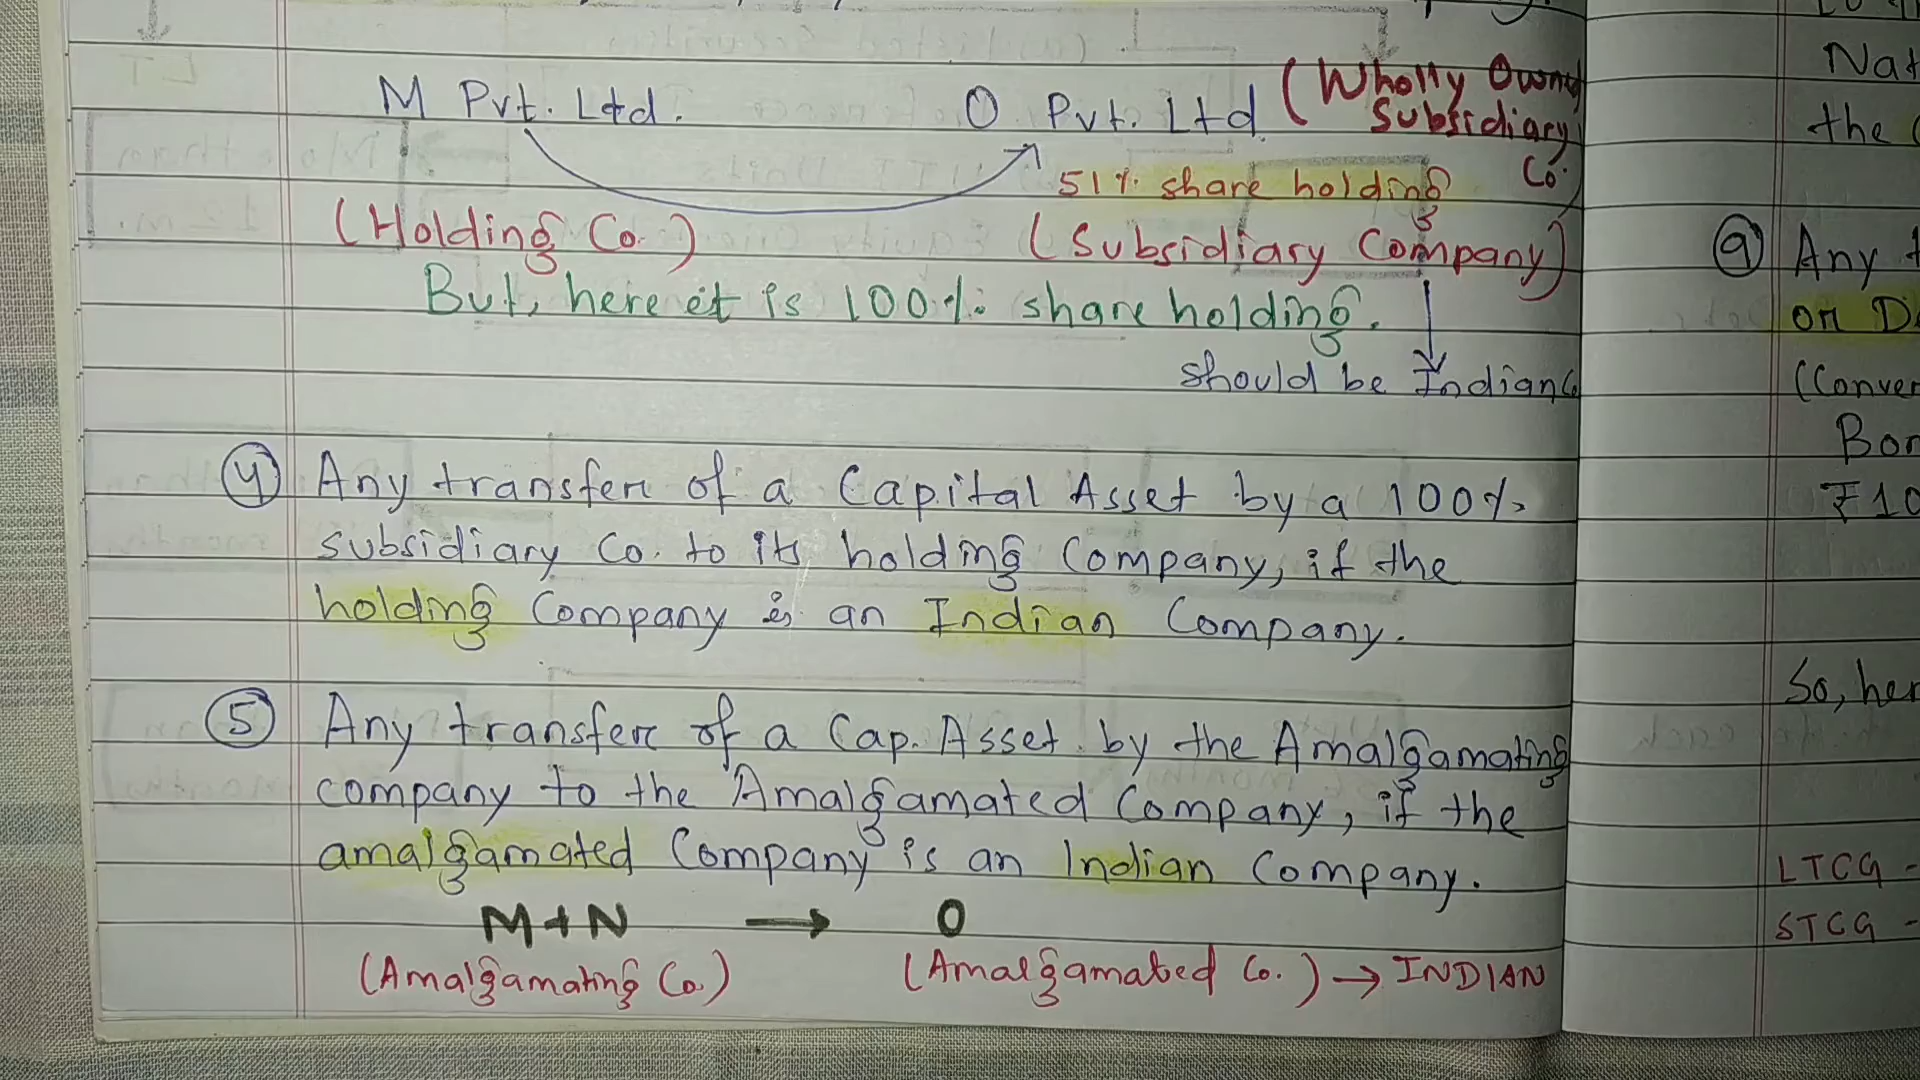 M Pvt. Ltd. O Pvt. Ltd (Wholly Owned
Subsidiary
Co.)
51% share holding
(Holding Co.) (Subsidiary Company)
But, here it is 100% share holding.
should be Indian Co
④ Any transfer of a Capital Asset by a 100%
subsidiary Co. to its holding Company, if the
holding Company is an Indian Company.
⑤ Any transfer of a Cap. Asset by the Amalgamating
company to the Amalgamated Company, if the
amalgamated Company is an Indian Company.
M+N → O
(Amalgamating Co.) (Amalgamated Co.) → INDIAN
the
⑨ Any
on
₹10
So,
LTCG -
STCG -